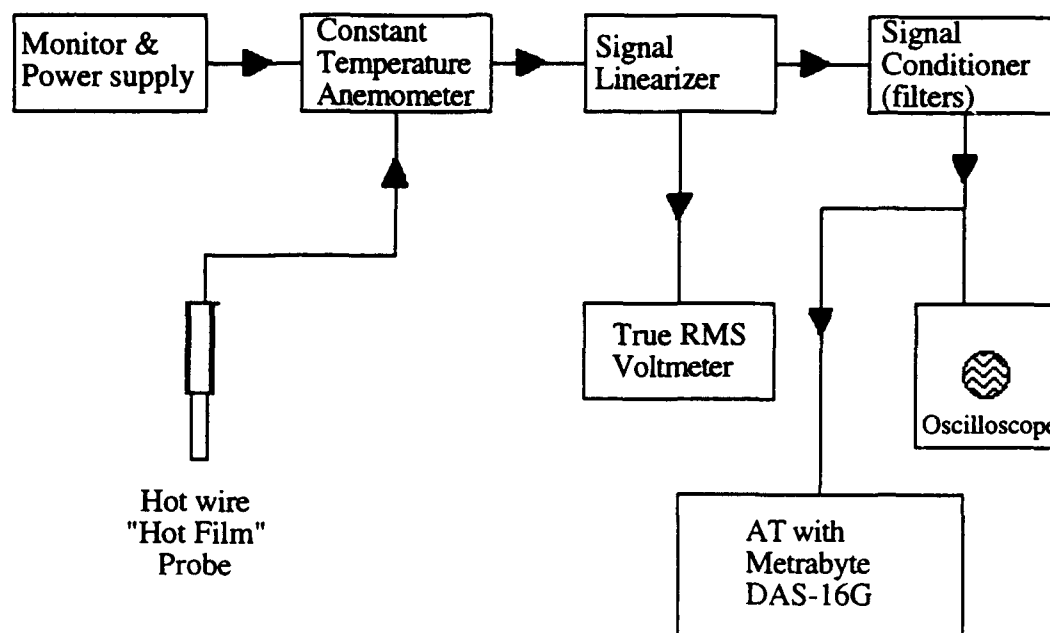 Monitor &
Power supply
Constant
Temperature
Anemometer
Signal
Linearizer
Signal
Conditioner
(filters)
True RMS
Voltmeter
Oscilloscope
Hot wire
"Hot Film"
Probe
AT with
Metrabyte
DAS-16G